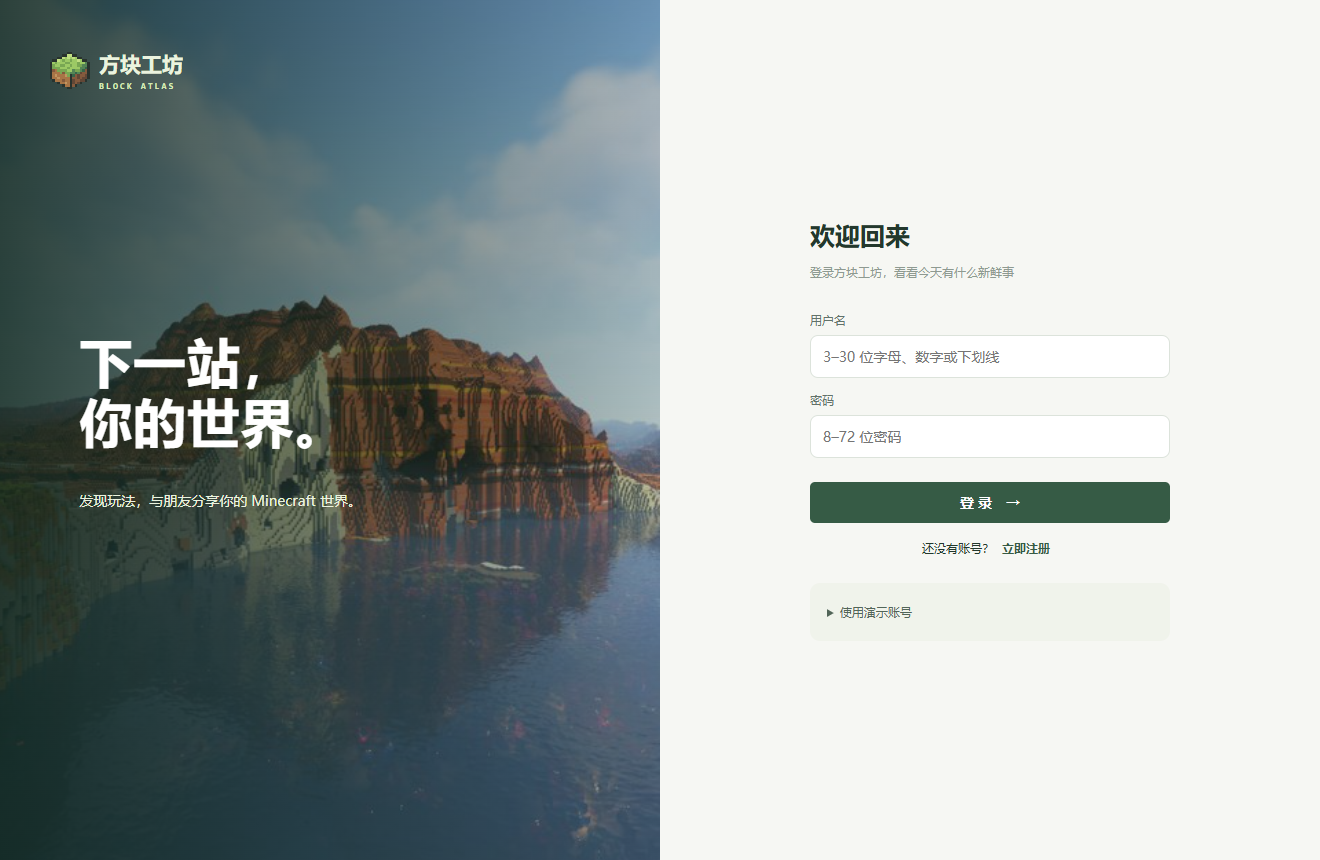 方块工坊
BLOCK ATLAS
下一站，
你的世界。
发现玩法，与朋友分享你的 Minecraft 世界。
欢迎回来
登录方块工坊，看看今天有什么新鲜事
用户名
3–30 位字母、数字或下划线
密码
8–72 位密码
登录 →
还没有账号？ 立即注册
▶ 使用演示账号